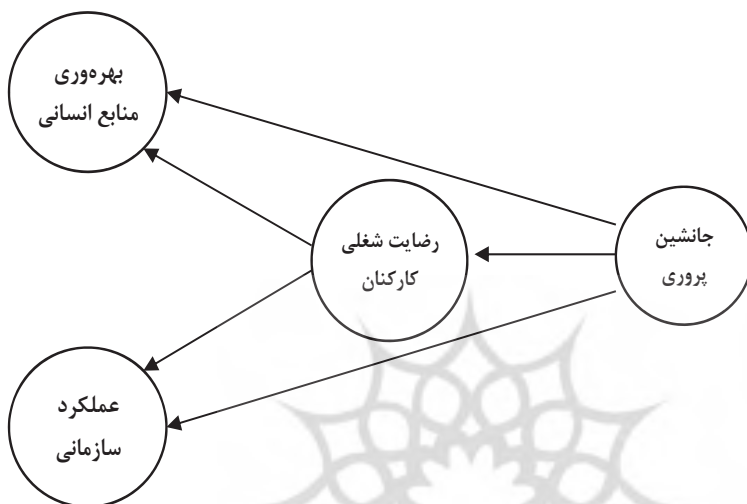 بهره‌وری
منابع انسانی
جانشین
پروری
رضایت شغلی
کارکنان
عملکرد
سازمانی